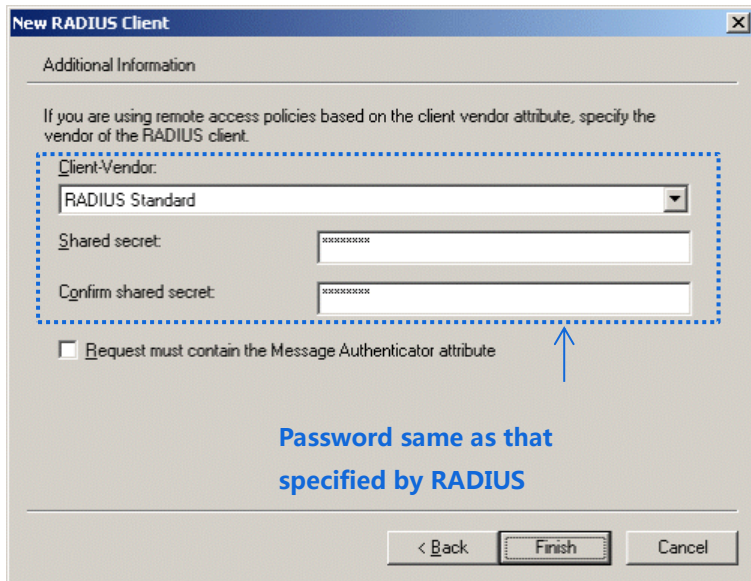 New RADIUS Client
Additional Information
If you are using remote access policies based on the client vendor attribute, specify the
vendor of the RADIUS client.
Client-Vendor:
RADIUS Standard
Shared secret:
xxxxxxxx
Confirm shared secret:
xxxxxxxx
Request must contain the Message Authenticator attribute
Password same as that
specified by RADIUS
< Back
Finish
Cancel